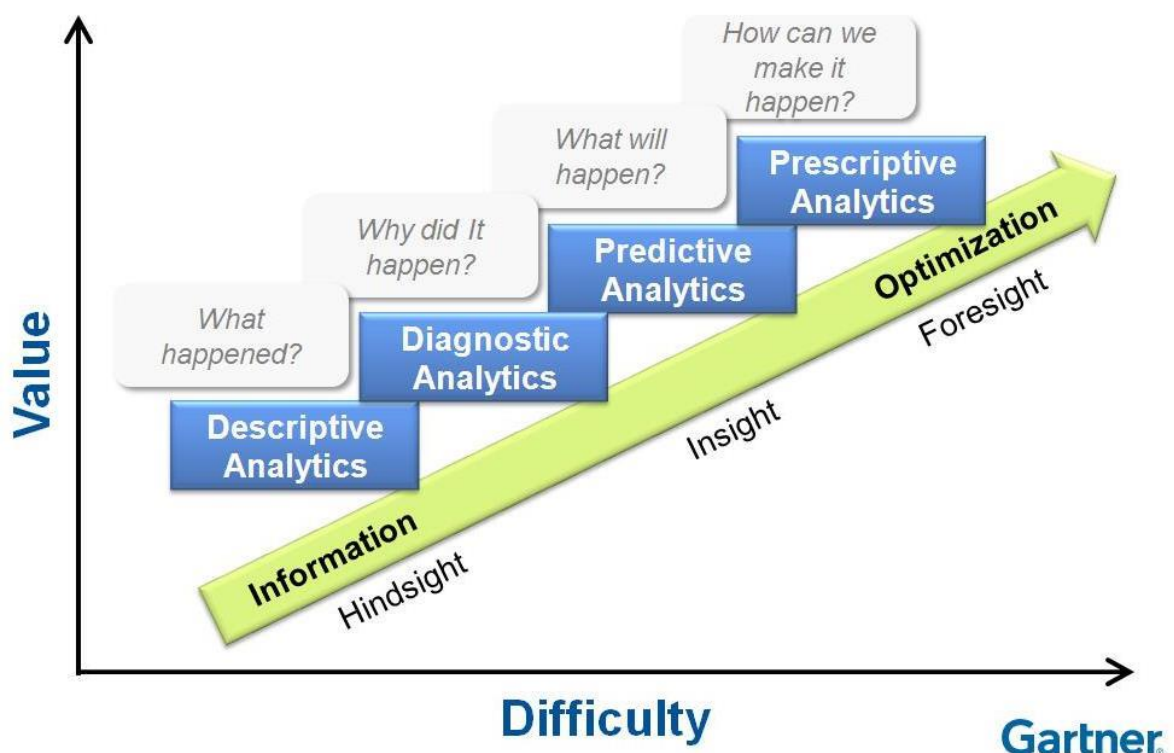 How can we
make it
happen?
What will
happen?
Prescriptive
Analytics
Why did It
happen?
Predictive
Analytics
Optimization
Foresight
What
happened?
Diagnostic
Analytics
Value
Insight
Descriptive
Analytics
Information
Hindsight
Difficulty
Gartner®